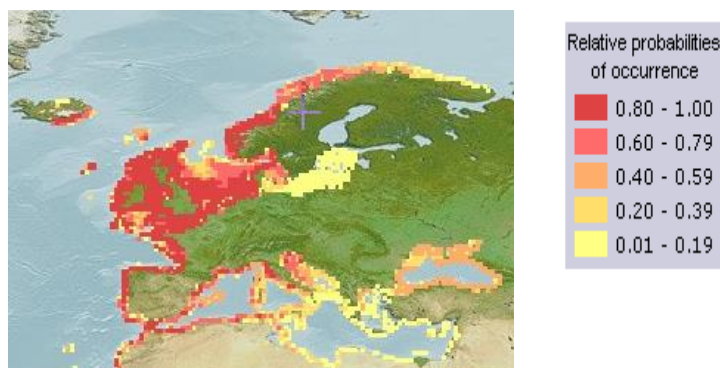 Relative probabilities
of occurrence
0.80 - 1.00
0.60 - 0.79
0.40 - 0.59
0.20 - 0.39
0.01 - 0.19